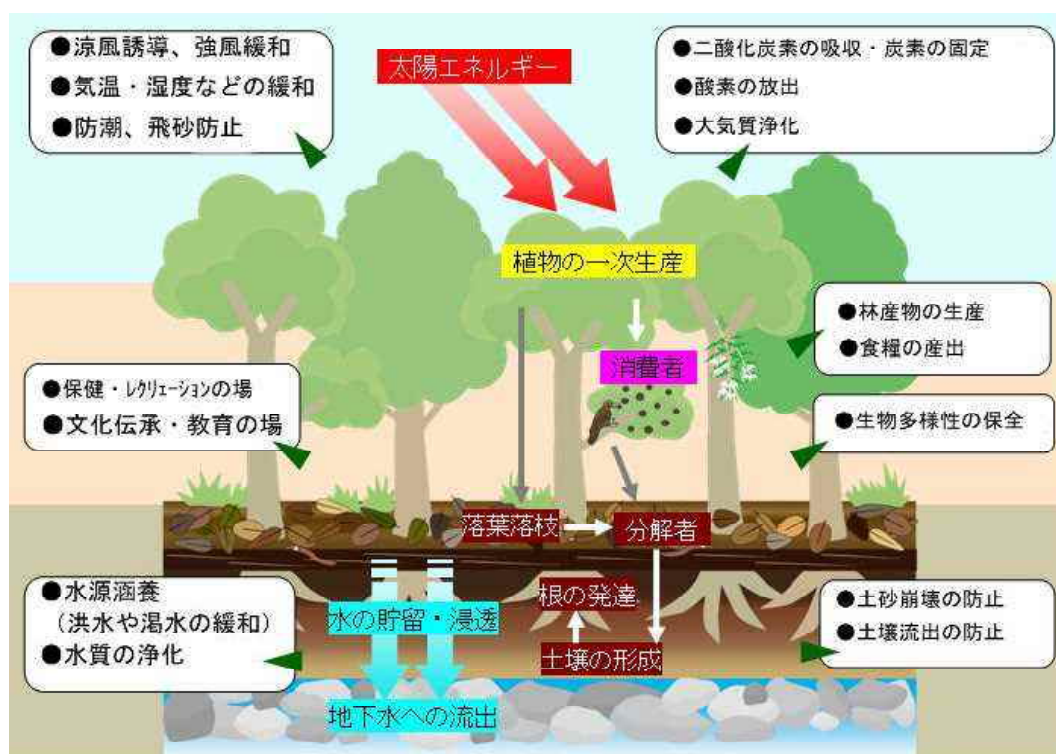 ●涼風誘導、強風緩和
●気温・湿度などの緩和
●防潮、飛砂防止
太陽エネルギー
●二酸化炭素の吸収・炭素の固定
●酸素の放出
●大気質浄化
植物の一次生産
●林産物の生産
●食糧の産出
消費者
●保健・ﾚｸﾘｴｰｼｮﾝの場
●文化伝承・教育の場
●生物多様性の保全
落葉落枝
分解者
●水源涵養
(洪水や渇水の緩和)
●水質の浄化
水の貯留・浸透
根の発達
土壌の形成
●土砂崩壊の防止
●土壌流出の防止
地下水への流出